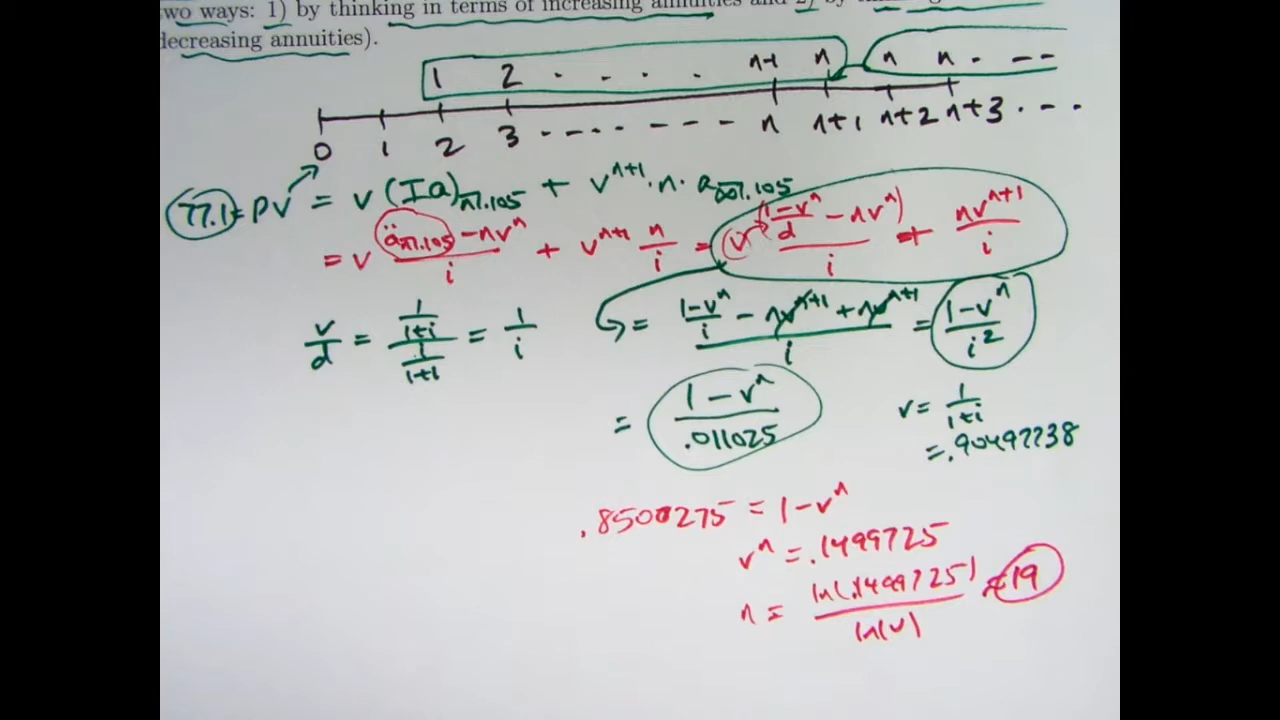 two ways: 1) by thinking in terms of increasing annuities and 2) by
decreasing annuities).
1 2 . . . . . n-1 n n n . - -
0 1 2 3 ..... - - - - n n+1 n+2 n+3 . - - .
77.1 = PV = v (Ia)n⌉.105 + v^n+1 · n · a∞⌉.105
= v (än⌉.105 - nv^n)/i + v^n+1 n/i = v ((1-v^n)/d - nv^n)/i + nv^n+1/i
v/d = (1/(1+i))/(i/(1+i)) = 1/i
= ((1-v^n)/i - nv^n+1 + nv^n+1)/i = (1-v^n)/i^2
= (1 - v^n)/.011025
v = 1/(1+i)
= .90497738
.8500275 = 1-v^n
v^n = .1499725
n = ln(.1499725)/ln(v) ≈ 19